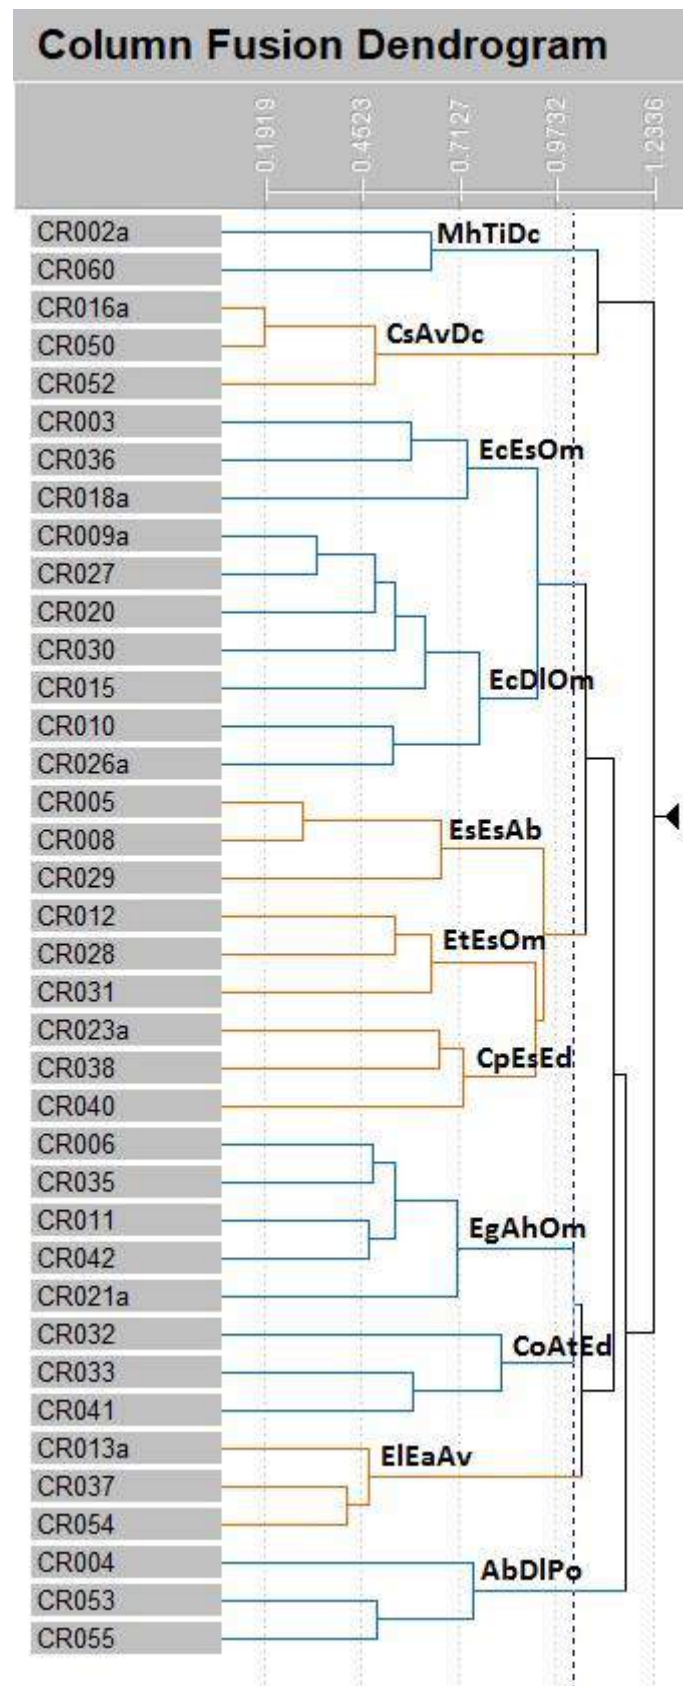 Column Fusion Dendrogram
0.1919
0.4523
0.7127
0.9732
1.2336
CR002a
MhTiDc
CR060
CR016a
CR050
CsAvDc
CR052
CR003
CR036
EcEsOm
CR018a
CR009a
CR027
CR020
CR030
CR015
EcDlOm
CR010
CR026a
CR005
CR008
EsEsAb
CR029
CR012
CR028
EtEsOm
CR031
CR023a
CR038
CpEsEd
CR040
CR006
CR035
CR011
EgAhOm
CR042
CR021a
CR032
CoAtEd
CR033
CR041
CR013a
ElEaAv
CR037
CR054
CR004
AbDlPo
CR053
CR055